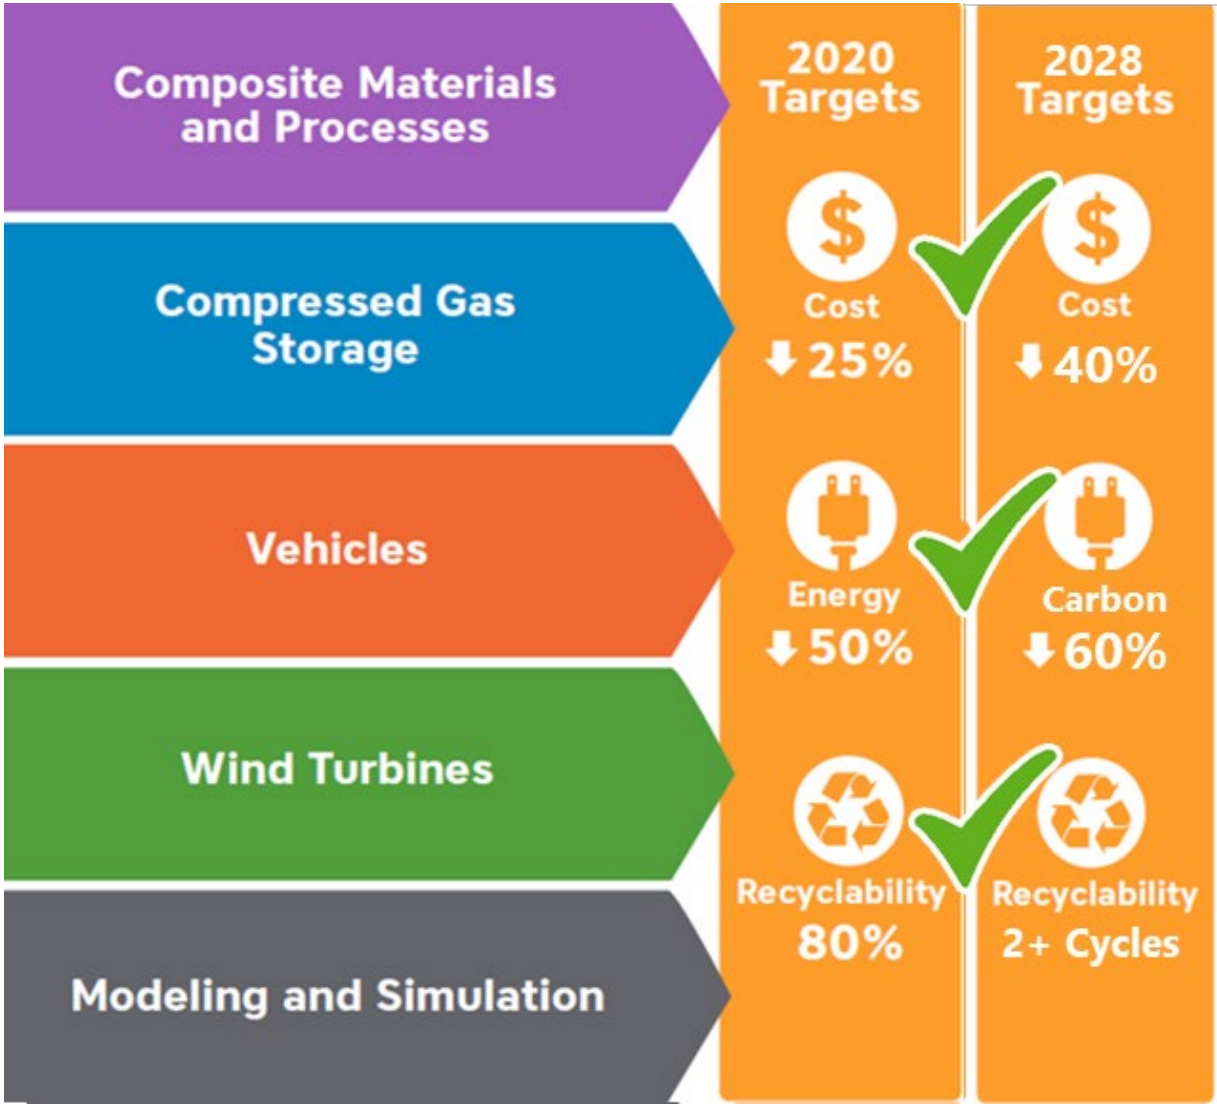 Composite Materials
and Processes
Compressed Gas
Storage
Vehicles
Wind Turbines
Modeling and Simulation
2020
Targets
$
Cost
25%
Energy
50%
Recyclability
80%
2028
Targets
$
Cost
40%
Carbon
60%
Recyclability
2+ Cycles